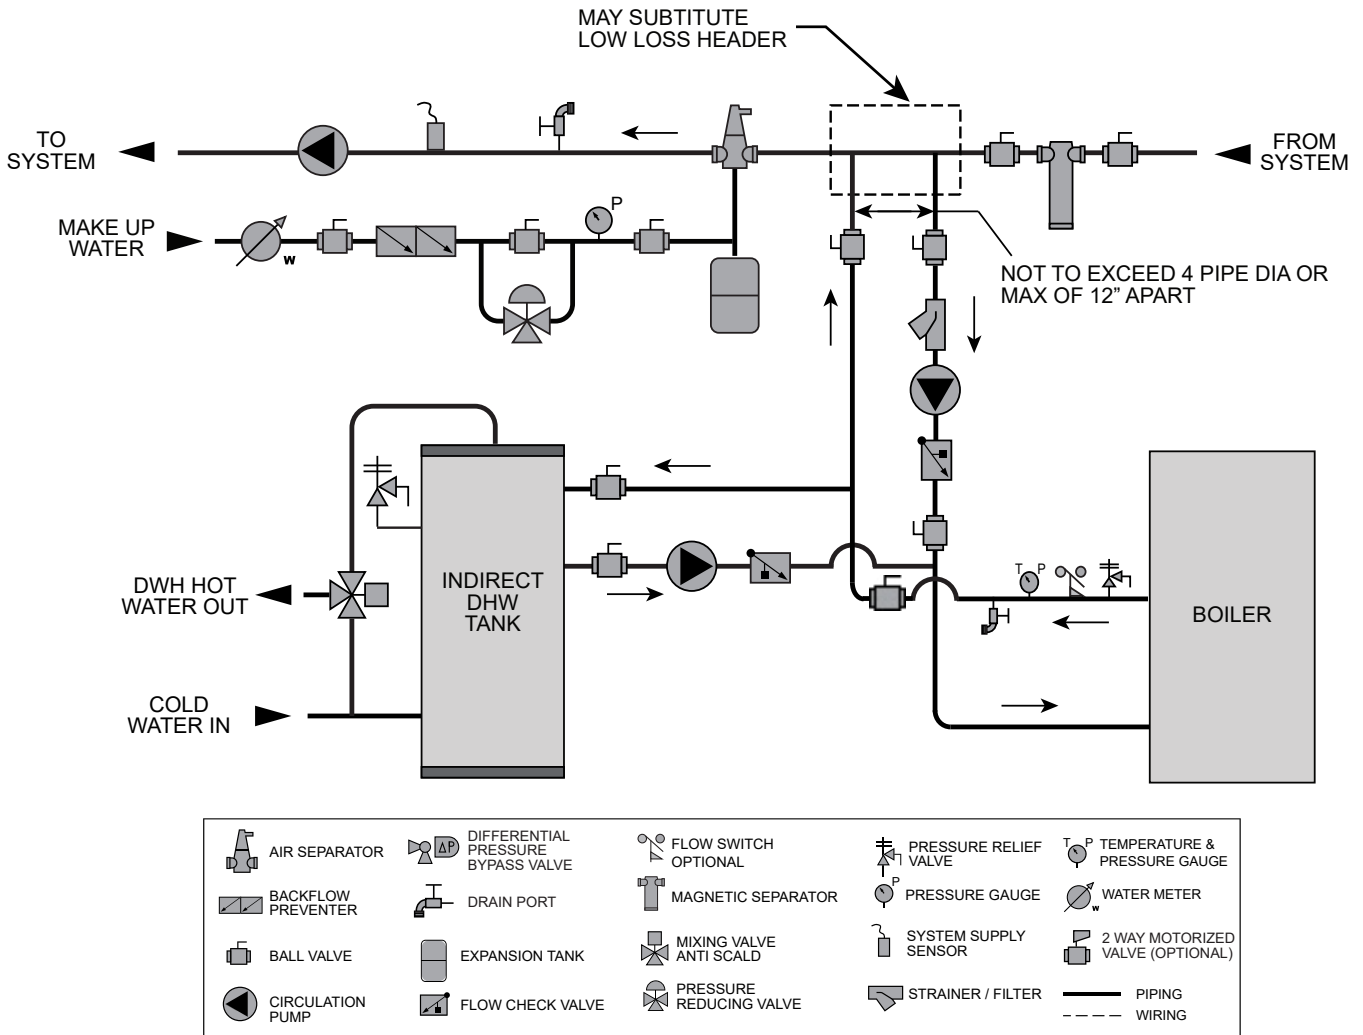 MAY SUBTITUTE
LOW LOSS HEADER
TO
SYSTEM
FROM
SYSTEM
MAKE UP
WATER
P
w
NOT TO EXCEED 4 PIPE DIA OR
MAX OF 12” APART
DWH HOT
WATER OUT
INDIRECT
DHW
TANK
T P
BOILER
COLD
WATER IN
AIR SEPARATOR
BACKFLOW
PREVENTER
BALL VALVE
CIRCULATION
PUMP
ΔP
DIFFERENTIAL
PRESSURE
BYPASS VALVE
DRAIN PORT
EXPANSION TANK
FLOW CHECK VALVE
FLOW SWITCH
OPTIONAL
MAGNETIC SEPARATOR
MIXING VALVE
ANTI SCALD
PRESSURE
REDUCING VALVE
PRESSURE RELIEF
VALVE
P
PRESSURE GAUGE
SYSTEM SUPPLY
SENSOR
STRAINER / FILTER
T P
TEMPERATURE &
PRESSURE GAUGE
w
WATER METER
2 WAY MOTORIZED
VALVE (OPTIONAL)
PIPING
WIRING